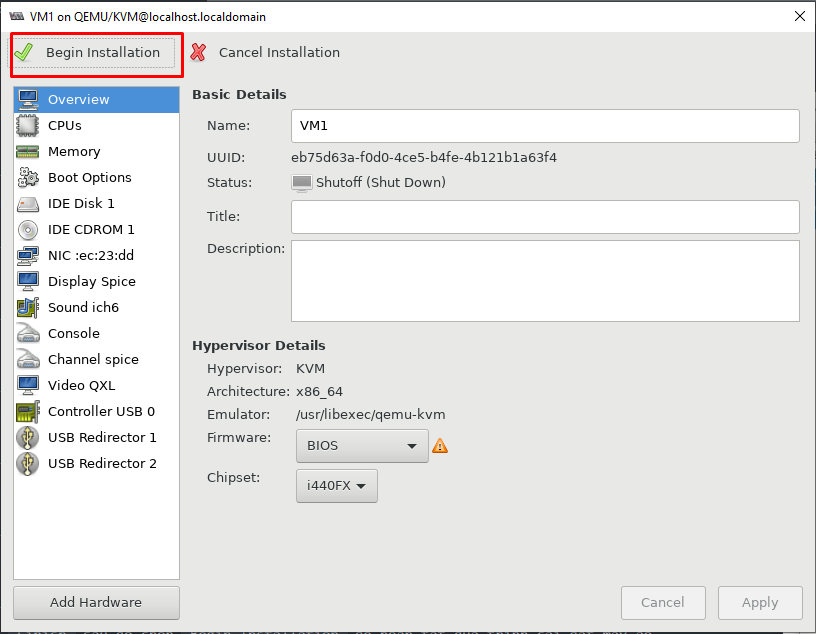 VM1 on QEMU/KVM@localhost.localdomain
Begin Installation
Cancel Installation
Overview
CPUs
Memory
Boot Options
IDE Disk 1
IDE CDROM 1
NIC :ec:23:dd
Display Spice
Sound ich6
Console
Channel spice
Video QXL
Controller USB 0
USB Redirector 1
USB Redirector 2
Add Hardware
Basic Details
Name: VM1
UUID: eb75d63a-f0d0-4ce5-b4fe-4b121b1a63f4
Status: Shutoff (Shut Down)
Title:
Description:
Hypervisor Details
Hypervisor: KVM
Architecture: x86_64
Emulator: /usr/libexec/qemu-kvm
Firmware: BIOS
Chipset: i440FX
Cancel
Apply